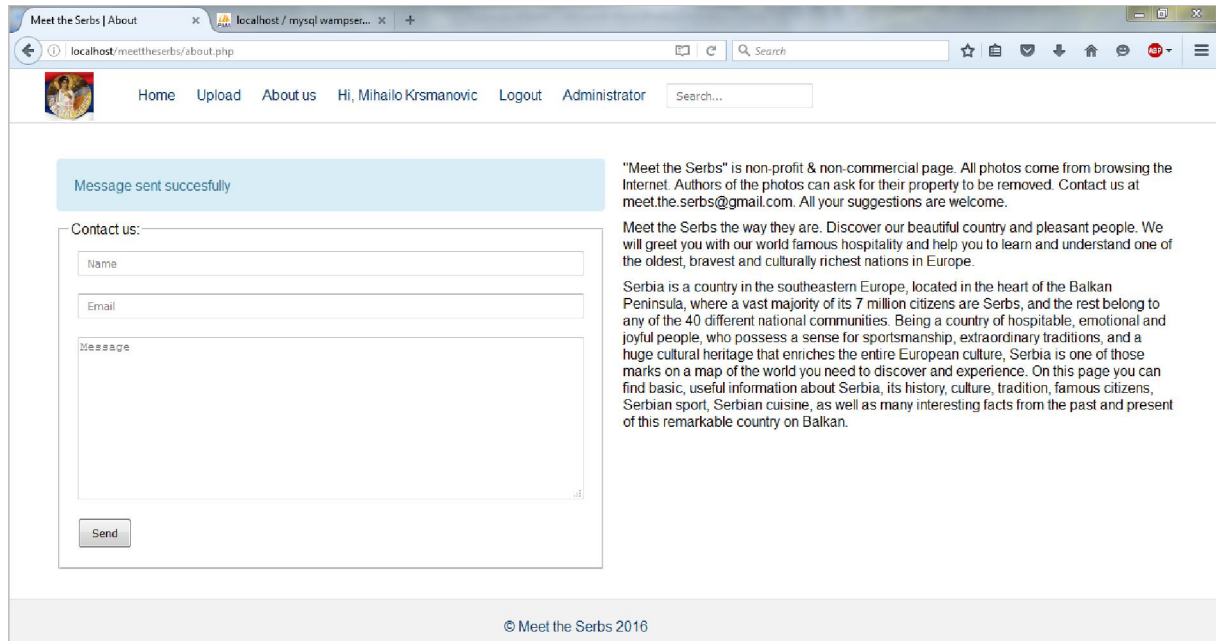 Meet the Serbs | About
localhost / mysql wampser...
localhost/meettheserbs/about.php
Search
ABP
Home Upload About us Hi, Mihailo Krsmanovic Logout Administrator Search...
Message sent succesfully
Contact us:
Name
Email
Message
Send
"Meet the Serbs" is non-profit & non-commercial page. All photos come from browsing the
Internet. Authors of the photos can ask for their property to be removed. Contact us at
meet.the.serbs@gmail.com. All your suggestions are welcome.
Meet the Serbs the way they are. Discover our beautiful country and pleasant people. We
will greet you with our world famous hospitality and help you to learn and understand one of
the oldest, bravest and culturally richest nations in Europe.
Serbia is a country in the southeastern Europe, located in the heart of the Balkan
Peninsula, where a vast majority of its 7 million citizens are Serbs, and the rest belong to
any of the 40 different national communities. Being a country of hospitable, emotional and
joyful people, who possess a sense for sportsmanship, extraordinary traditions, and a
huge cultural heritage that enriches the entire European culture, Serbia is one of those
marks on a map of the world you need to discover and experience. On this page you can
find basic, useful information about Serbia, its history, culture, tradition, famous citizens,
Serbian sport, Serbian cuisine, as well as many interesting facts from the past and present
of this remarkable country on Balkan.
© Meet the Serbs 2016